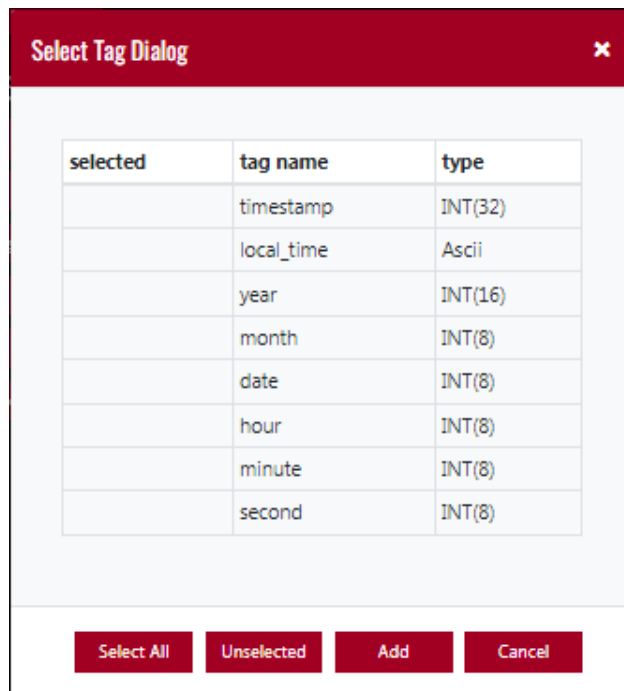 Select Tag Dialog ×
selected tag name type
timestamp INT(32)
local_time Ascii
year INT(16)
month INT(8)
date INT(8)
hour INT(8)
minute INT(8)
second INT(8)
Select All Unselected Add Cancel